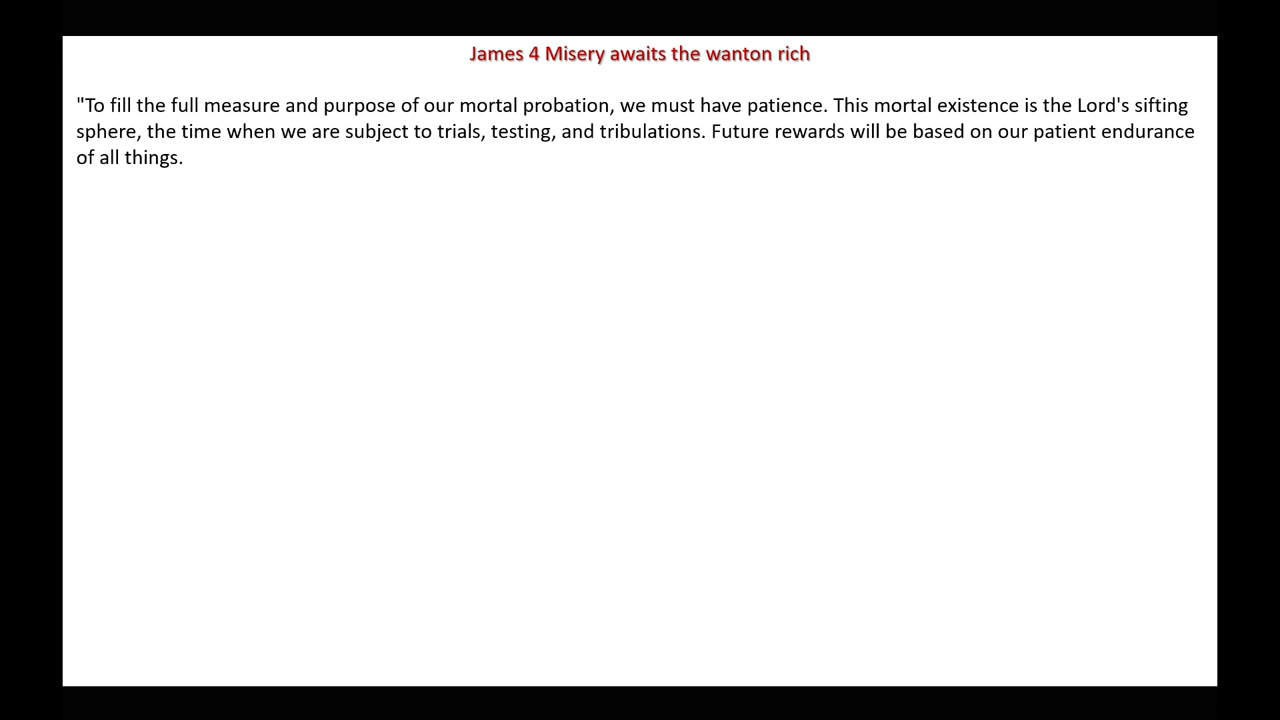 James 4 Misery awaits the wanton rich
"To fill the full measure and purpose of our mortal probation, we must have patience. This mortal existence is the Lord's sifting
sphere, the time when we are subject to trials, testing, and tribulations. Future rewards will be based on our patient endurance
of all things.